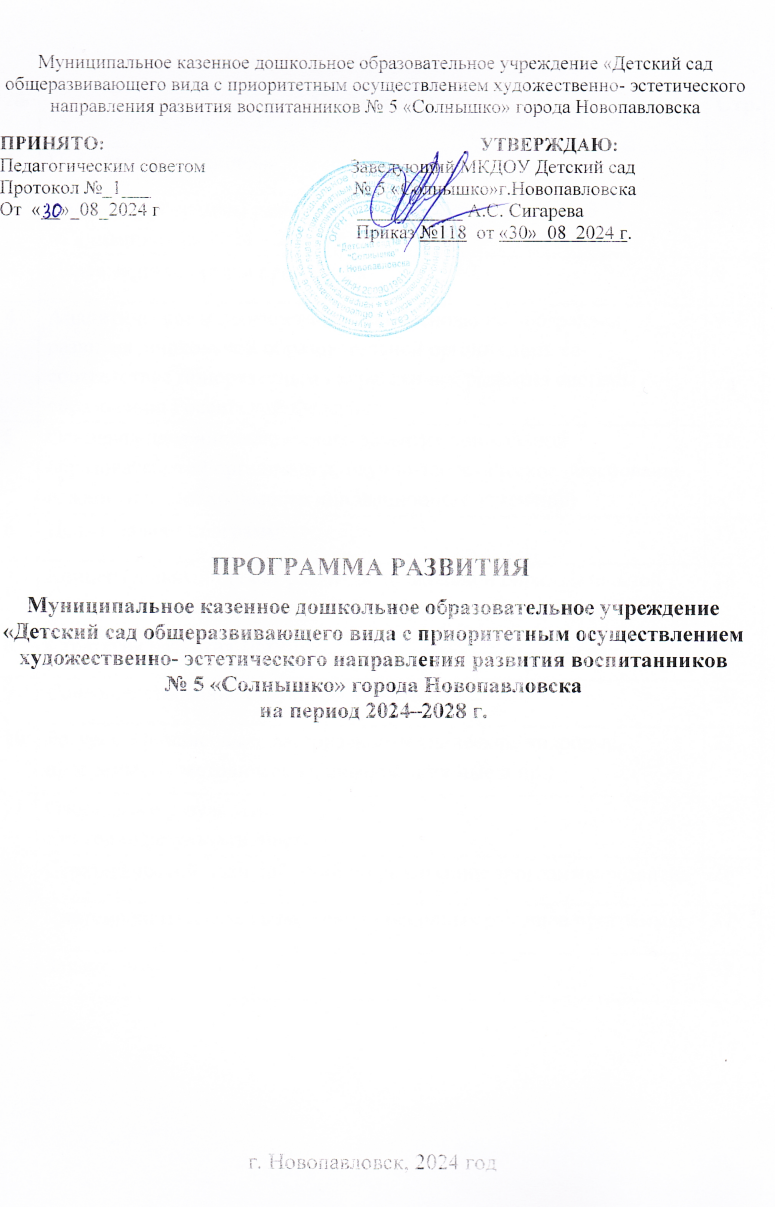 Муниципальное казенное дошкольное образовательное учреждение «Детский сад
общеразвивающего вида с приоритетным осуществлением художественно- эстетического
направления развития воспитанников № 5 «Солнышко» города Новопавловска
ПРИНЯТО: УТВЕРЖДАЮ:
Педагогическим советом Заведующий МКДОУ Детский сад
Протокол №_1___ № 5 «Солнышко»г.Новопавловска
От «30»_08_2024 г ____________ А.С. Сигарева
Приказ №118 от «30»_08_2024 г.
ПРОГРАММА РАЗВИТИЯ
Муниципальное казенное дошкольное образовательное учреждение
«Детский сад общеразвивающего вида с приоритетным осуществлением
художественно- эстетического направления развития воспитанников
№ 5 «Солнышко» города Новопавловска
на период 2024–2028 г.
г. Новопавловск, 2024 год